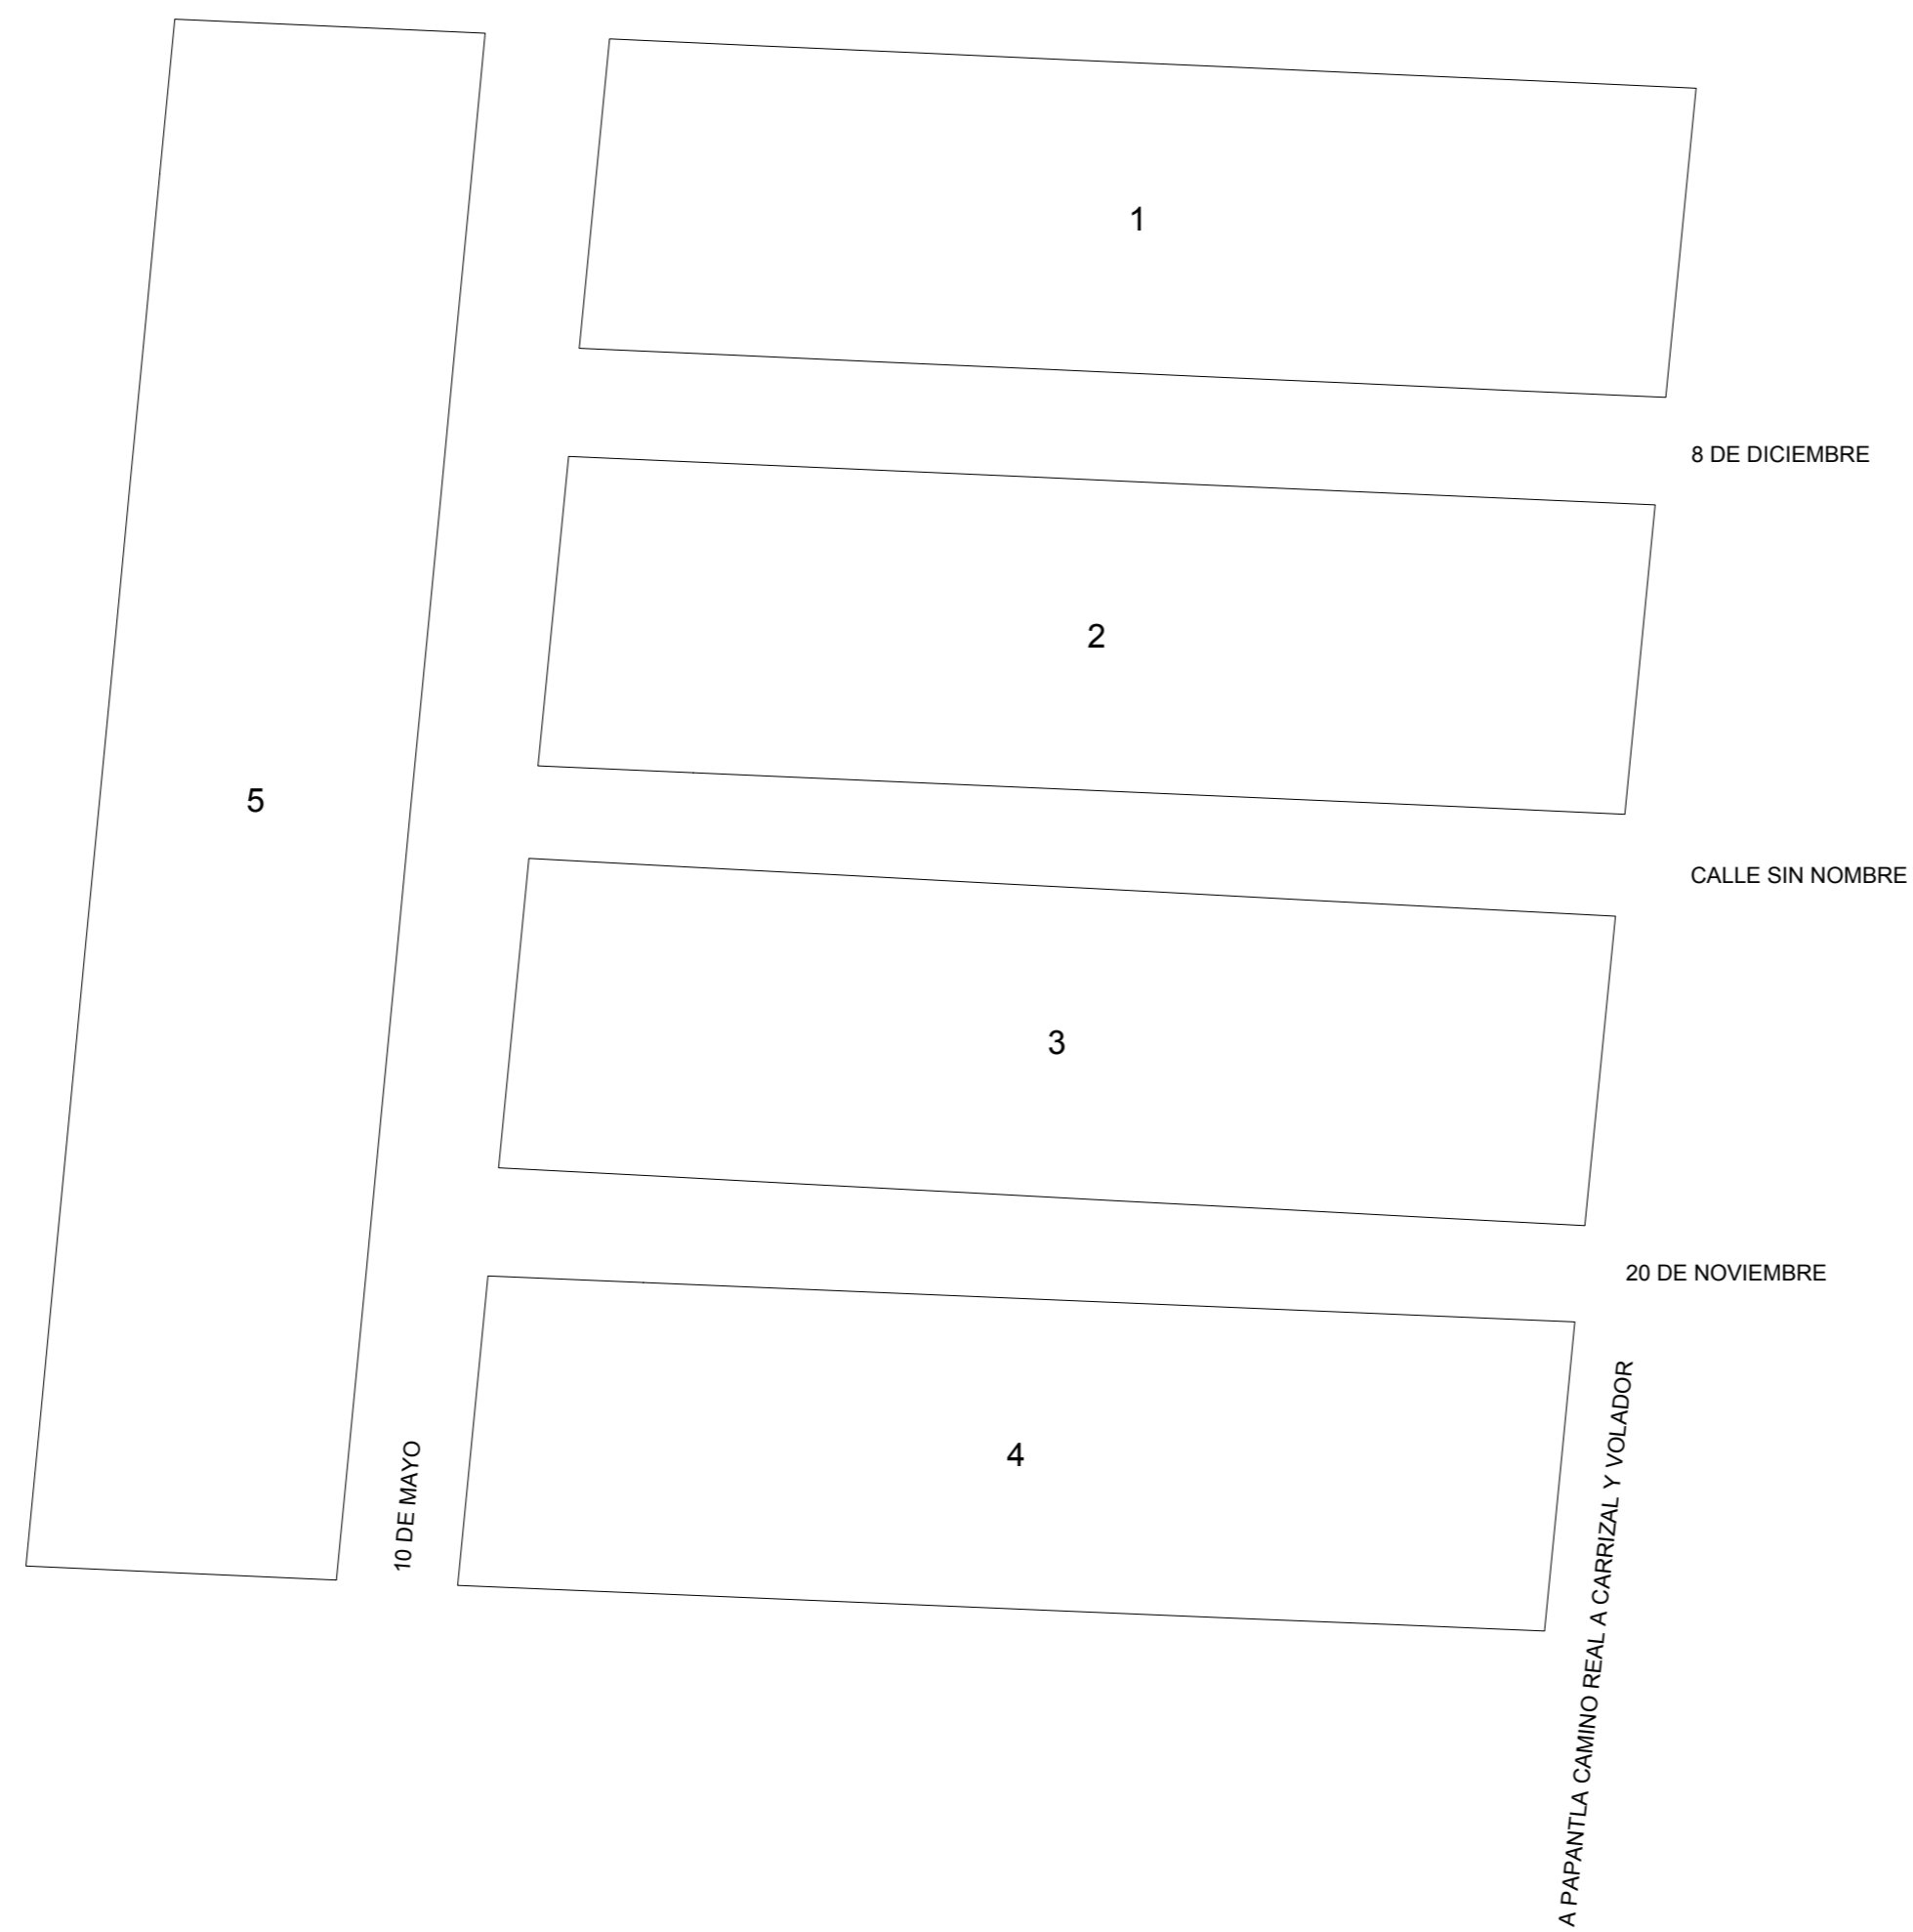 1
8 DE DICIEMBRE
2
5
CALLE SIN NOMBRE
3
20 DE NOVIEMBRE
4
10 DE MAYO
A PAPANTLA CAMINO REAL A CARRIZAL Y VOLADOR